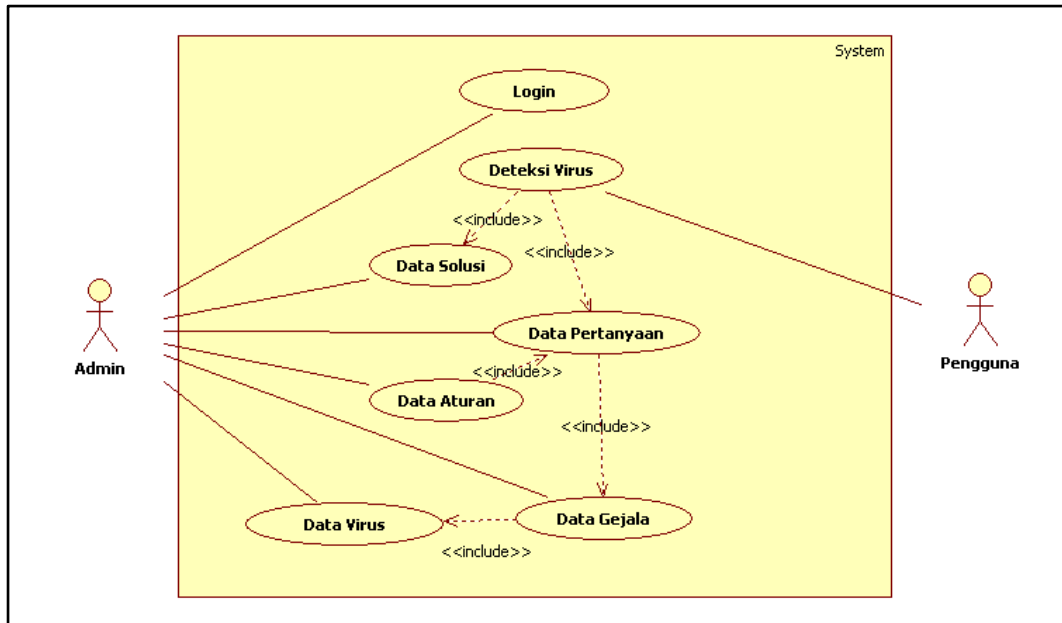 System
Login
Deteksi Virus
<<include>>
<<include>>
Data Solusi
Data Pertanyaan
Admin
Pengguna
<<include>>
Data Aturan
<<include>>
Data Virus
Data Gejala
<<include>>